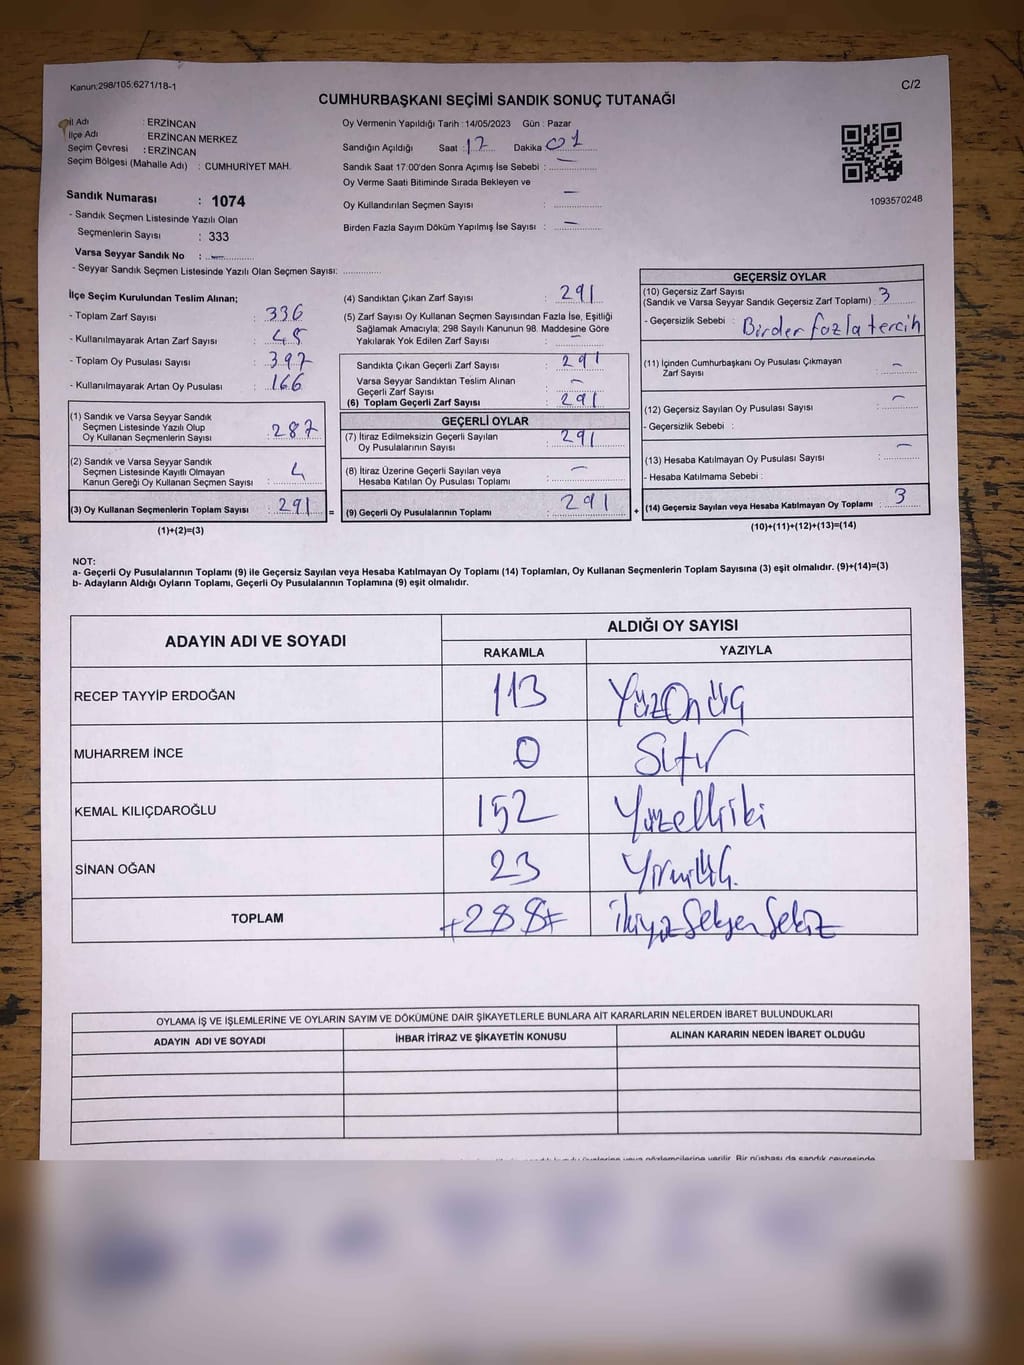 Kanun:298/105;6271/18-1
C/2
CUMHURBAŞKANI SEÇİMİ SANDIK SONUÇ TUTANAĞI
İl Adı : ERZİNCAN
İlçe Adı : ERZİNCAN MERKEZ
Seçim Çevresi : ERZİNCAN
Seçim Bölgesi (Mahalle Adı) : CUMHURİYET MAH.
Sandık Numarası : 1074
- Sandık Seçmen Listesinde Yazılı Olan
Seçmenlerin Sayısı : 333
Varsa Seyyar Sandık No : -
- Seyyar Sandık Seçmen Listesinde Yazılı Olan Seçmen Sayısı: ............
Oy Vermenin Yapıldığı Tarih : 14/05/2023 Gün : Pazar
Sandığın Açıldığı Saat : 17 Dakika 01
Sandık Saat 17:00'den Sonra Açımış İse Sebebi : -
Oy Verme Saati Bitiminde Sırada Bekleyen ve -
Oy Kullandırılan Seçmen Sayısı : ............
Birden Fazla Sayım Döküm Yapılmış İse Sayısı : -
1093570248
İlçe Seçim Kurulundan Teslim Alınan;
- Toplam Zarf Sayısı : 336
- Kullanılmayarak Artan Zarf Sayısı : 45
- Toplam Oy Pusulası Sayısı : 397
- Kullanılmayarak Artan Oy Pusulası : 166
(1) Sandık ve Varsa Seyyar Sandık
Seçmen Listesinde Yazılı Olup
Oy Kullanan Seçmenlerin Sayısı : 287
(2) Sandık ve Varsa Seyyar Sandık
Seçmen Listesinde Kayıtlı Olmayan
Kanun Gereği Oy Kullanan Seçmen Sayısı : 4
(3) Oy Kullanan Seçmenlerin Toplam Sayısı : 291 =
(1)+(2)=(3)
(4) Sandıktan Çıkan Zarf Sayısı : 291
(5) Zarf Sayısı Oy Kullanan Seçmen Sayısından Fazla İse, Eşitliği
Sağlamak Amacıyla; 298 Sayılı Kanunun 98. Maddesine Göre
Yakılarak Yok Edilen Zarf Sayısı : -
Sandıkta Çıkan Geçerli Zarf Sayısı : 291
Varsa Seyyar Sandıktan Teslim Alınan
Geçerli Zarf Sayısı : -
(6) Toplam Geçerli Zarf Sayısı : 291
GEÇERLİ OYLAR
(7) İtiraz Edilmeksizin Geçerli Sayılan
Oy Pusulalarının Sayısı : 291
(8) İtiraz Üzerine Geçerli Sayılan veya
Hesaba Katılan Oy Pusulası Toplamı : -
(9) Geçerli Oy Pusulalarının Toplamı : 291 +
GEÇERSİZ OYLAR
(10) Geçersiz Zarf Sayısı
(Sandık ve Varsa Seyyar Sandık Geçersiz Zarf Toplamı) : 3
- Geçersizlik Sebebi : Birder fazla tercih
(11) İçinden Cumhurbaşkanı Oy Pusulası Çıkmayan
Zarf Sayısı : -
(12) Geçersiz Sayılan Oy Pusulası Sayısı : -
- Geçersizlik Sebebi :
(13) Hesaba Katılmayan Oy Pusulası Sayısı : -
- Hesaba Katılmama Sebebi :
(14) Geçersiz Sayılan veya Hesaba Katılmayan Oy Toplamı : 3
(10)+(11)+(12)+(13)=(14)
NOT:
a- Geçerli Oy Pusulalarının Toplamı (9) ile Geçersiz Sayılan veya Hesaba Katılmayan Oy Toplamı (14) Toplamları, Oy Kullanan Seçmenlerin Toplam Sayısına (3) eşit olmalıdır. (9)+(14)=(3)
b- Adayların Aldığı Oyların Toplamı, Geçerli Oy Pusulalarının Toplamına (9) eşit olmalıdır.
ADAYIN ADI VE SOYADI ALDIĞI OY SAYISI
RAKAMLA YAZIYLA
RECEP TAYYİP ERDOĞAN 113 YüzOnüç
MUHARREM İNCE 0 Sıfır
KEMAL KILIÇDAROĞLU 152 Yüzelliiki
SİNAN OĞAN 23 Yirmiüç.
TOPLAM +288+ İkiyüzSeksenSekiz
OYLAMA İŞ VE İŞLEMLERİNE VE OYLARIN SAYIM VE DÖKÜMÜNE DAİR ŞİKAYETLERLE BUNLARA AİT KARARLARIN NELERDEN İBARET BULUNDUKLARI
ADAYIN ADI VE SOYADI İHBAR İTİRAZ VE ŞİKAYETİN KONUSU ALINAN KARARIN NEDEN İBARET OLDUĞU